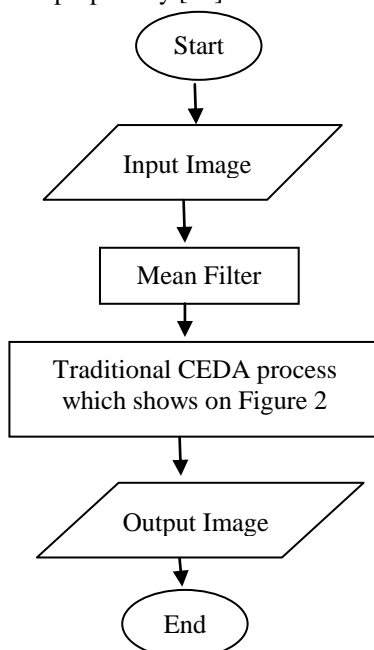 Start
Input Image
Mean Filter
Traditional CEDA process
which shows on Figure 2
Output Image
End